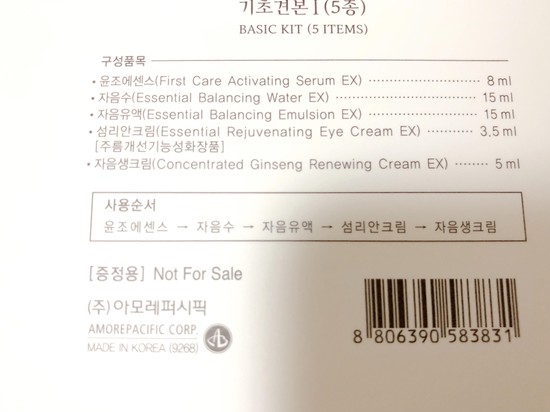 기초견본 I (5종)
BASIC KIT (5 ITEMS)
구성품목
• 윤조에센스(First Care Activating Serum EX) ········ 8 ml
• 자음수(Essential Balancing Water EX) ········ 15 ml
• 자음유액(Essential Balancing Emulsion EX) ········ 15 ml
• 섬리안크림(Essential Rejuvenating Eye Cream EX) ········ 3.5 ml
[주름개선기능성화장품]
• 자음생크림(Concentrated Ginseng Renewing Cream EX) ········ 5 ml
사용순서
윤조에센스 → 자음수 → 자음유액 → 섬리안크림 → 자음생크림
[증정용] Not For Sale
(주)아모레퍼시픽
AMOREPACIFIC CORP.
MADE IN KOREA (9268)
8 806390 583831